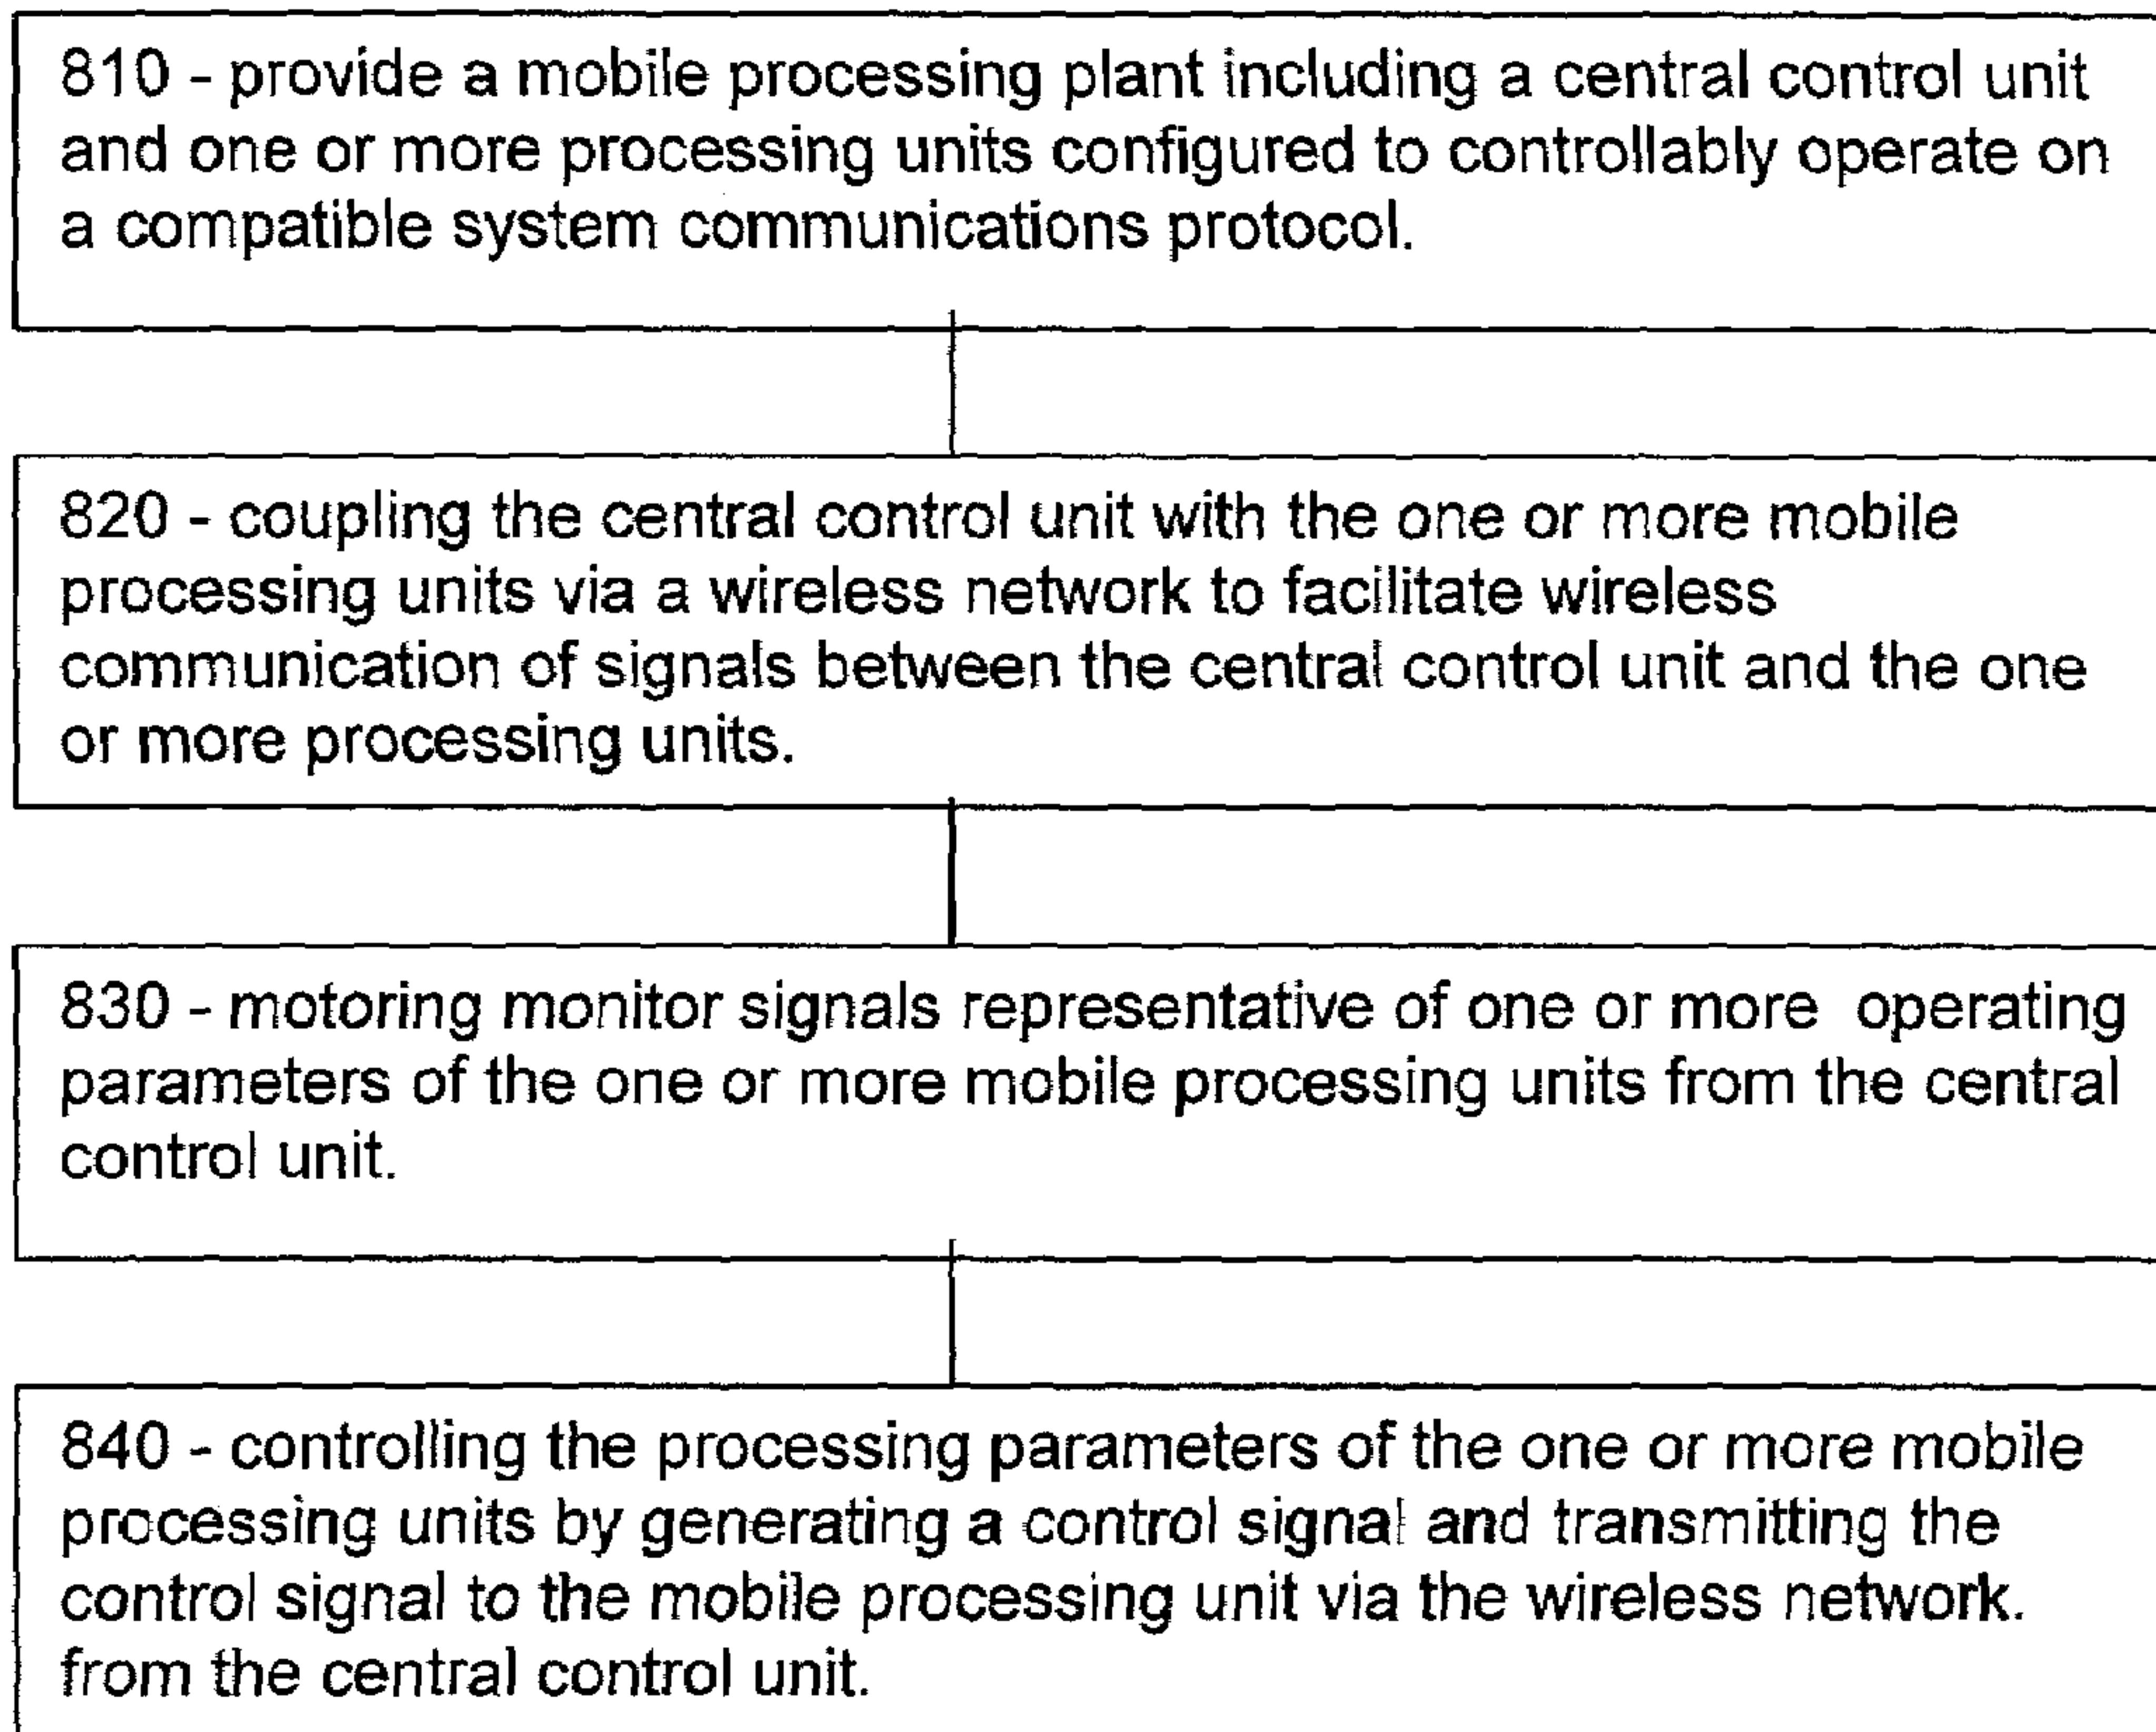 810 - provide a mobile processing plant including a central control unit
and one or more processing units configured to controllably operate on
a compatible system communications protocol.
820 - coupling the central control unit with the one or more mobile
processing units via a wireless network to facilitate wireless
communication of signals between the central control unit and the one
or more processing units.
830 - motoring monitor signals representative of one or more operating
parameters of the one or more mobile processing units from the central
control unit.
840 - controlling the processing parameters of the one or more mobile
processing units by generating a control signal and transmitting the
control signal to the mobile processing unit via the wireless network.
from the central control unit.